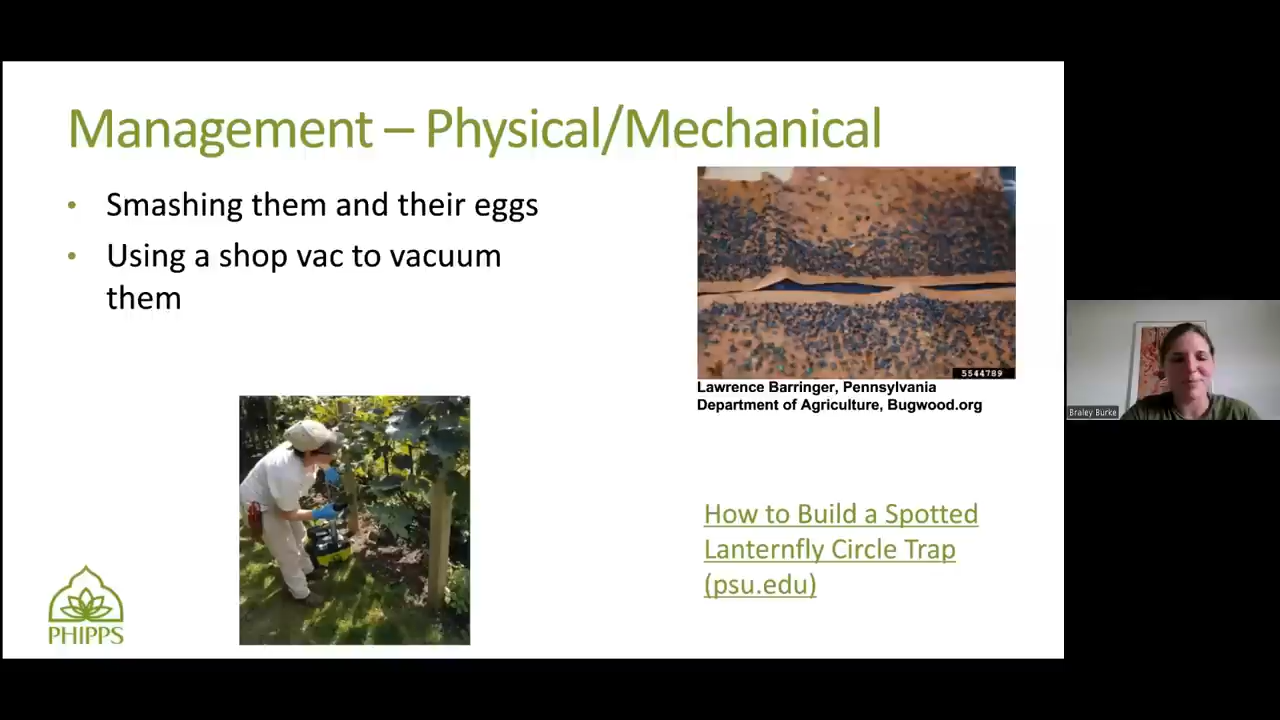 Management – Physical/Mechanical
• Smashing them and their eggs
• Using a shop vac to vacuum
them
5544789
Lawrence Barringer, Pennsylvania
Department of Agriculture, Bugwood.org
How to Build a Spotted
Lanternfly Circle Trap
(psu.edu)
PHIPPS
Braley Burke